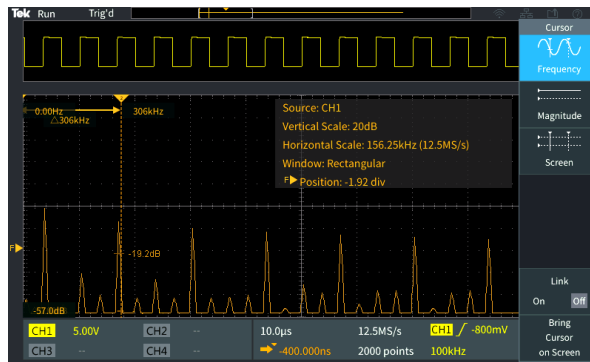 Tek Run Trig'd
Cursor
Frequency
Magnitude
Screen
Link
On Off
Bring
Cursor
on Screen
0.00Hz 306kHz
△306kHz
Source: CH1
Vertical Scale: 20dB
Horizontal Scale: 156.25kHz (12.5MS/s)
Window: Rectangular
F Position: -1.92 div
F
-19.2dB
-57.0dB
CH1 5.00V CH2 -- 10.0µs 12.5MS/s CH1 -800mV
CH3 -- CH4 -- -400.000ns 2000 points 100kHz